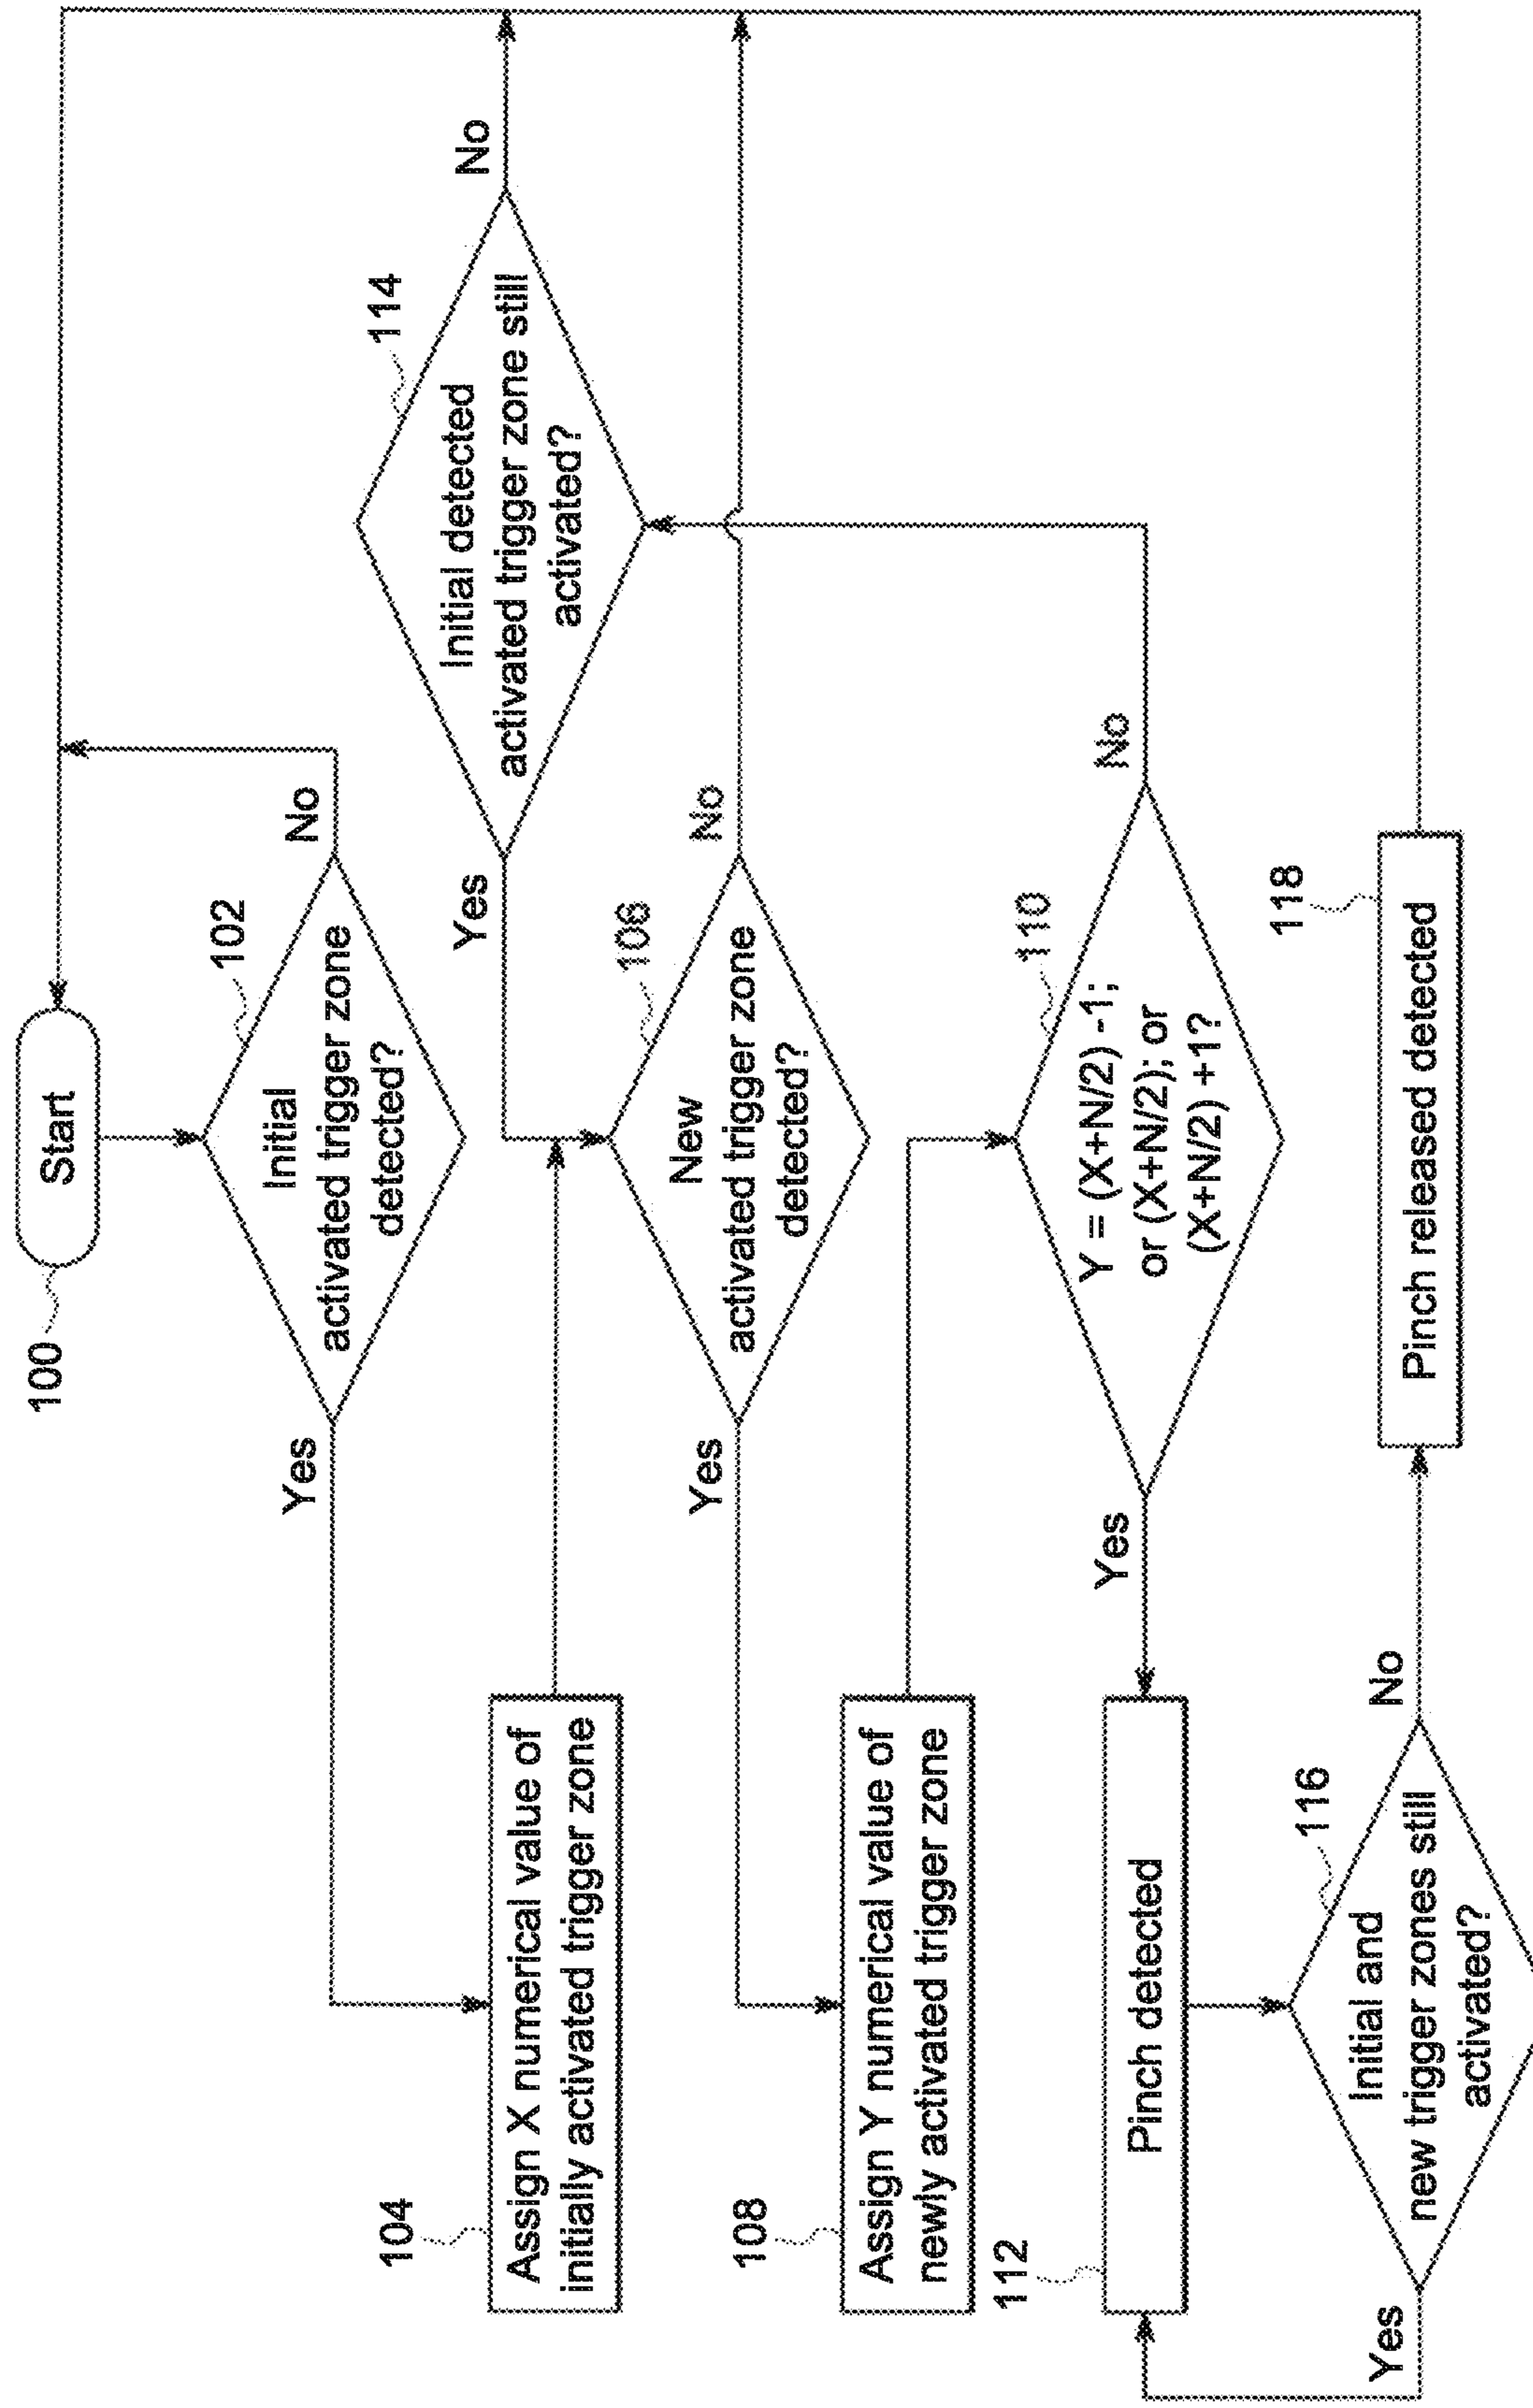 100
Start
102
Initial
activated trigger zone
detected?
Yes
No
104
Assign X numerical value of
initially activated trigger zone
114
Initial detected
activated trigger zone still
activated?
Yes
No
106
New
activated trigger zone
detected?
Yes
No
108
Assign Y numerical value of
newly activated trigger zone
110
Y = (X+N/2) -1;
or (X+N/2); or
(X+N/2) +1?
Yes
No
112
Pinch detected
116
Initial and
new trigger zones still
activated?
Yes
No
118
Pinch released detected